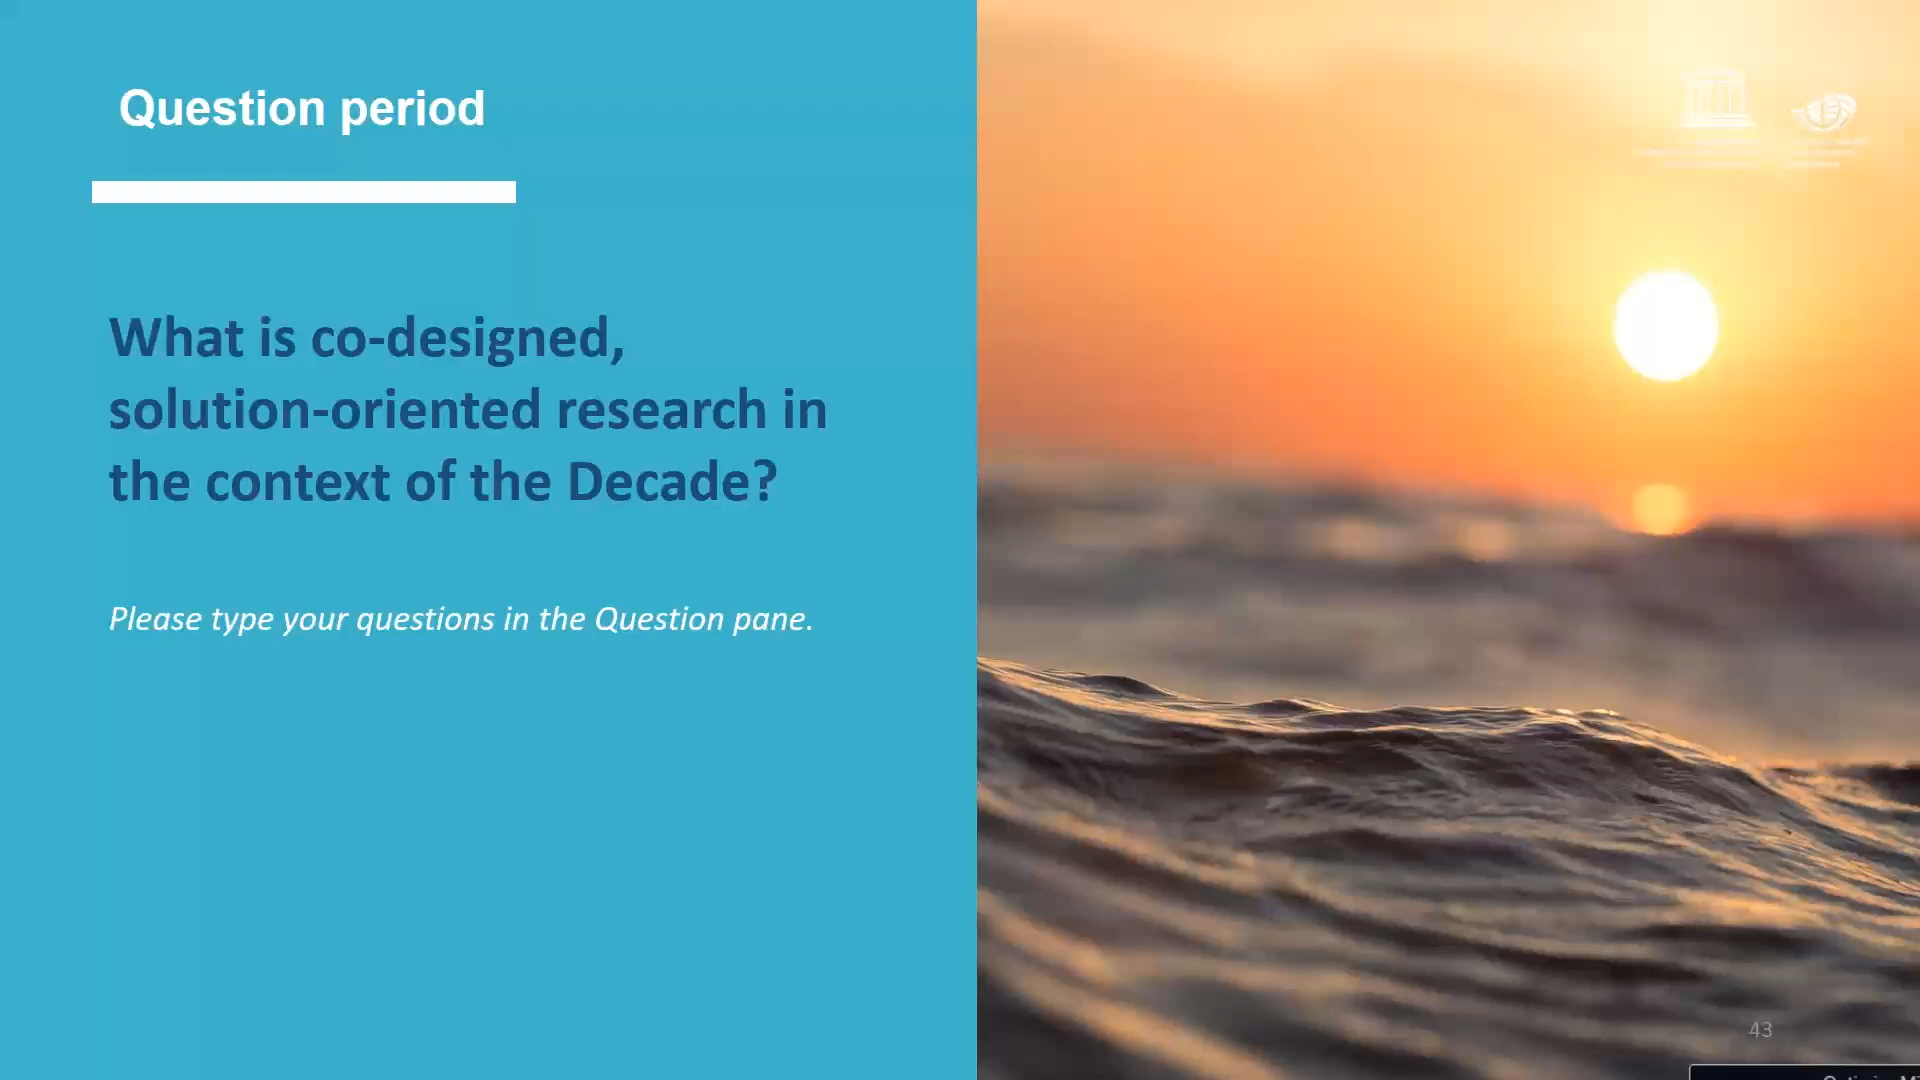 Question period
What is co-designed,
solution-oriented research in
the context of the Decade?
Please type your questions in the Question pane.
43